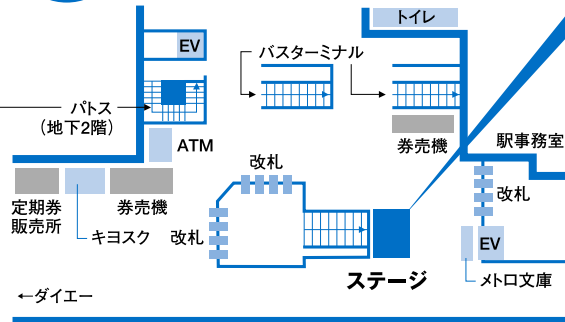 トイレ
EV
バスターミナル
パトス
(地下2階)
ATM
券売機
駅事務室
改札
定期券
販売所
券売機
キヨスク
改札
改札
EV
ステージ
メトロ文庫
←ダイエー